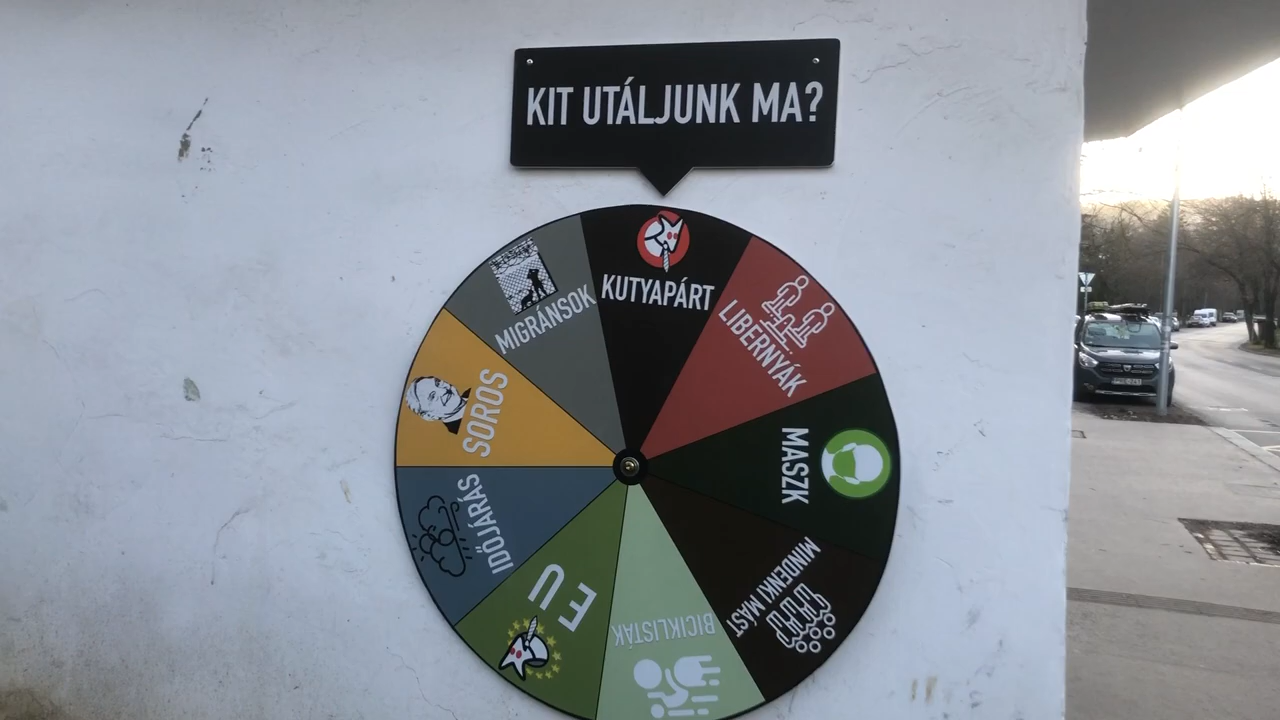 KIT UTÁLJUNK MA?
KUTYAPÁRT
LIBERNYÁK
MASZK
MINDENKI MÁST
BICIKLISTÁK
EU
IDŐJÁRÁS
SOROS
MIGRÁNSOK